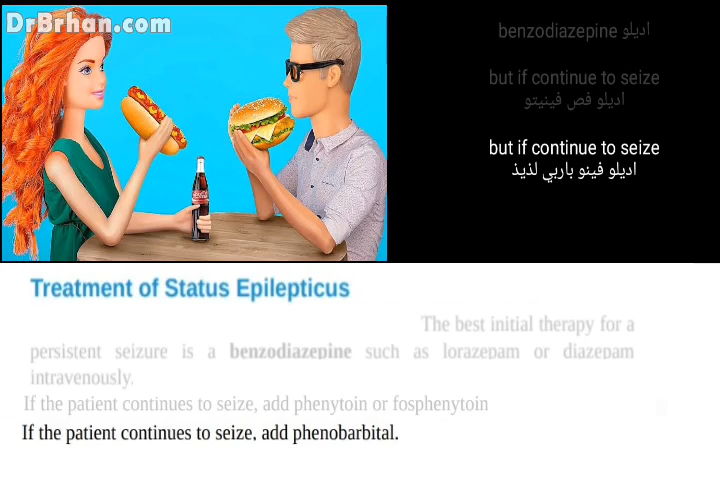 DrBrhan.com
benzodiazepine اديلو
but if continue to seize
اديلو فص فينيتو
but if continue to seize
اديلو فينو باربي لذيذ
Treatment of Status Epilepticus
The best initial therapy for a
persistent seizure is a benzodiazepine such as lorazepam or diazepam
intravenously.
If the patient continues to seize, add phenytoin or fosphenytoin
If the patient continues to seize, add phenobarbital.